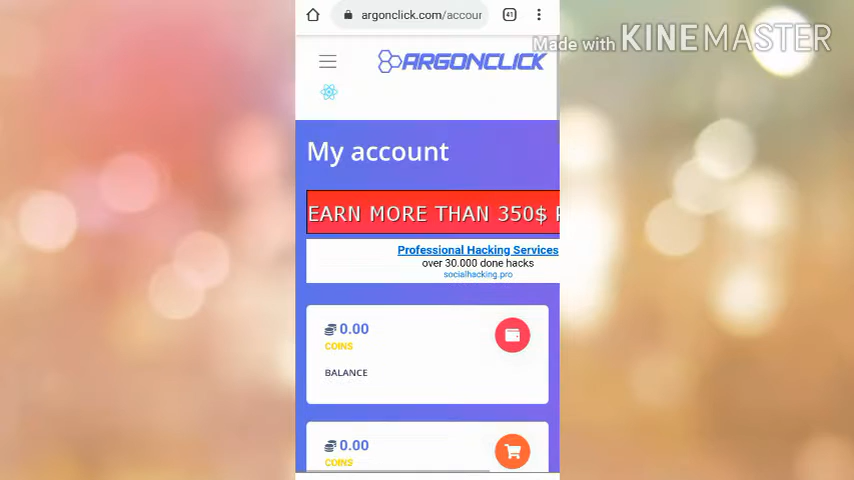 argonclick.com/accour
41
Made with KINEMASTER
ARGONCLICK
My account
EARN MORE THAN 350$
Professional Hacking Services
over 30.000 done hacks
socialhacking.pro
0.00
COINS
BALANCE
0.00
COINS